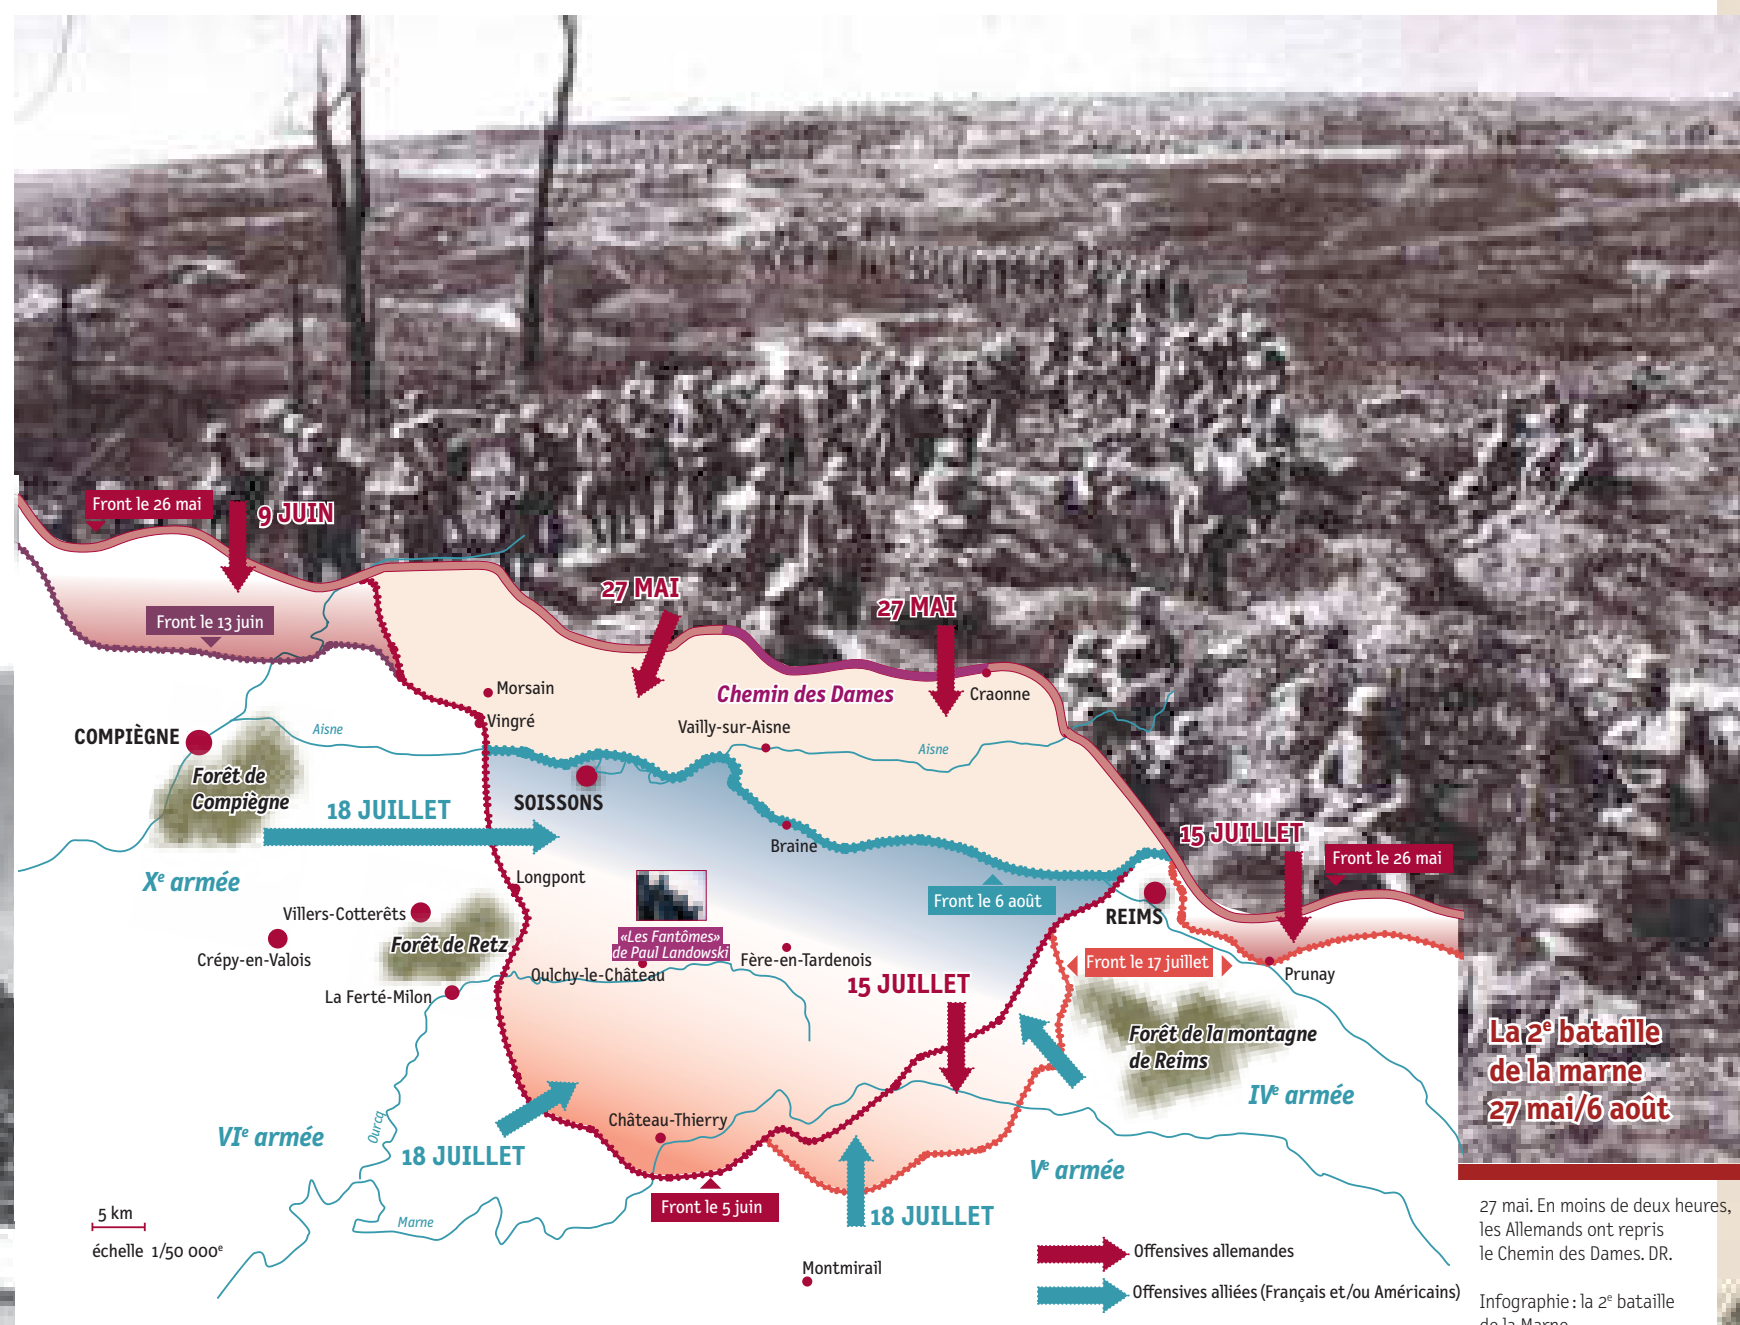 Front le 26 mai
9 JUIN
27 MAI
27 MAI
Front le 13 juin
Morsain
Chemin des Dames
Craonne
Vingré
Vailly-sur-Aisne
COMPIÈGNE
Aisne
Aisne
Forêt de
Compiègne
SOISSONS
18 JUILLET
15 JUILLET
Braine
Front le 26 mai
Xe armée
Longpont
Front le 6 août
Villers-Cotterêts
REIMS
Forêt de Retz
«Les Fantômes»
de Paul Landowski
Crépy-en-Valois
Fère-en-Tardenois
Front le 17 juillet
Oulchy-le-Château
Prunay
La Ferté-Milon
15 JUILLET
Forêt de la montagne
de Reims
La 2e bataille
de la marne
27 mai/6 août
IVe armée
Ourcq
Château-Thierry
VIe armée
18 JUILLET
Ve armée
Front le 5 juin
18 JUILLET
5 km
Marne
échelle 1/50 000e
Montmirail
Offensives allemandes
Offensives alliées (Français et/ou Américains)
27 mai. En moins de deux heures,
les Allemands ont repris
le Chemin des Dames. DR.
Infographie : la 2e bataille
de la Marne